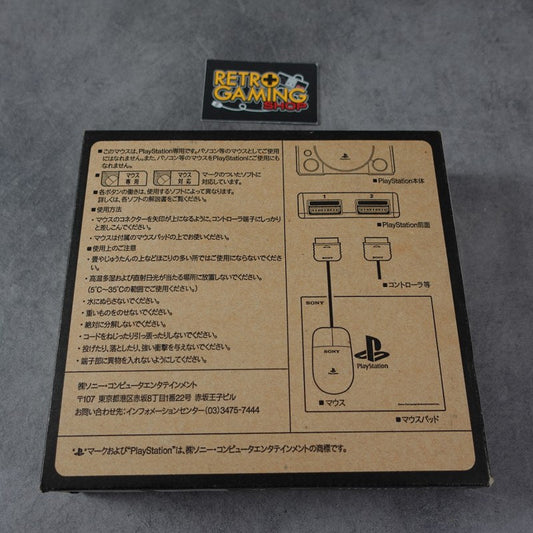 RETRO
GAMING
SHOP
■このマウスは、PlayStation専用です。パソコン等のマウスとしてご使用
にはなれません。また、パソコン等のマウスをPlayStationにご使用にも
なれません。
■ マウス専用 マウス対応 マークのついたソフトに
対応しています。
■各ボタンの働きは、使用するソフトによって異なります。
詳しくは、各ソフトの解説書をご覧ください。
■使用方法
・マウスのコネクターを矢印が上になるように、コントローラ端子にしっかり
と差しこんでください。
・マウスは付属のマウスパッドの上でお使いください。
■使用上のご注意
・畳やじゅうたんの上などほこりの多い所ではご使用にならないでくださ
い。
・高温多湿および直射日光が当たる場所に放置しないでください。
(5℃~35℃の範囲でご使用ください。)
・水にぬらさないでください。
・重いものをのせないでください。
・絶対に分解しないでください。
・コードをねじったり引っ張ったりしないでください。
・投げたり、落としたり、強い衝撃を与えないでください。
・端子部に異物を入れないようにしてください。
㈱ソニー・コンピュータエンタテインメント
〒107 東京都港区赤坂8丁目1番22号 赤坂王子ビル
お問い合わせ先:インフォメーションセンター(03)3475-7444
"マークおよび"PlayStation"は、㈱ソニー・コンピュータエンタテインメントの商標です。
■PlayStation本体
1 2
■PlayStation前面
■コントローラ等
SONY
SONY
PlayStation
■マウス
■マウスパッド